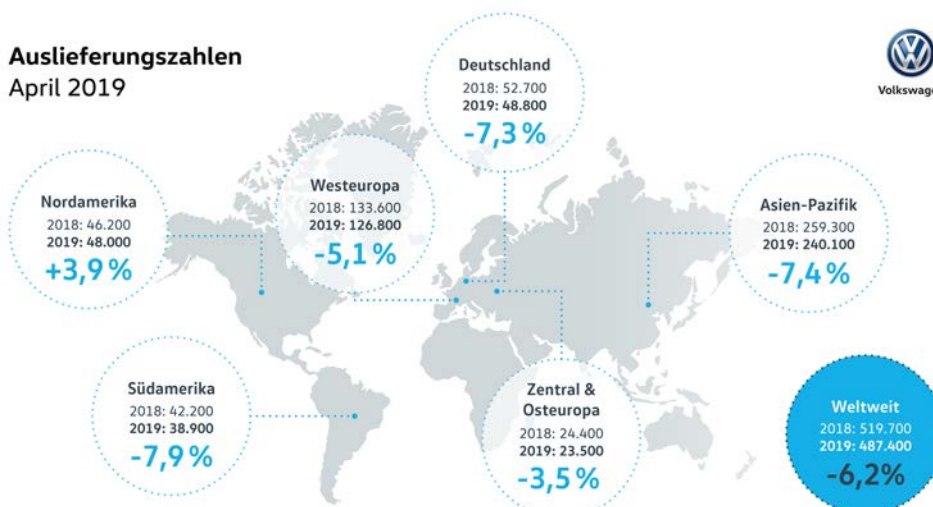 Auslieferungszahlen
April 2019
Deutschland
2018: 52.700
2019: 48.800
-7,3 %
Westeuropa
2018: 133.600
2019: 126.800
-5,1 %
Nordamerika
2018: 46.200
2019: 48.000
+3,9 %
Asien-Pazifik
2018: 259.300
2019: 240.100
-7,4 %
Südamerika
2018: 42.200
2019: 38.900
-7,9 %
Zentral &
Osteuropa
2018: 24.400
2019: 23.500
-3,5 %
Weltweit
2018: 519.700
2019: 487.400
-6,2%
VW
Volkswage